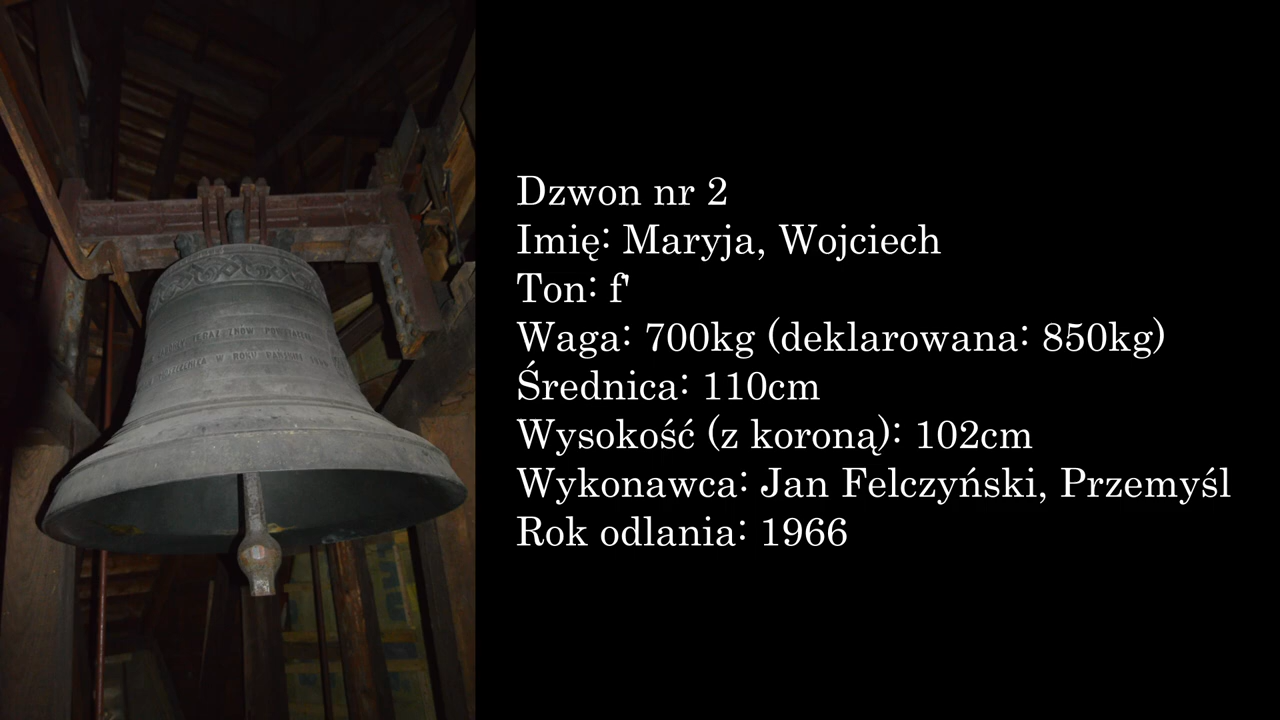 Dzwon nr 2
Imię: Maryja, Wojciech
Ton: f'
Waga: 700kg (deklarowana: 850kg)
Średnica: 110cm
Wysokość (z koroną): 102cm
Wykonawca: Jan Felczyński, Przemyśl
Rok odlania: 1966
W ROKU